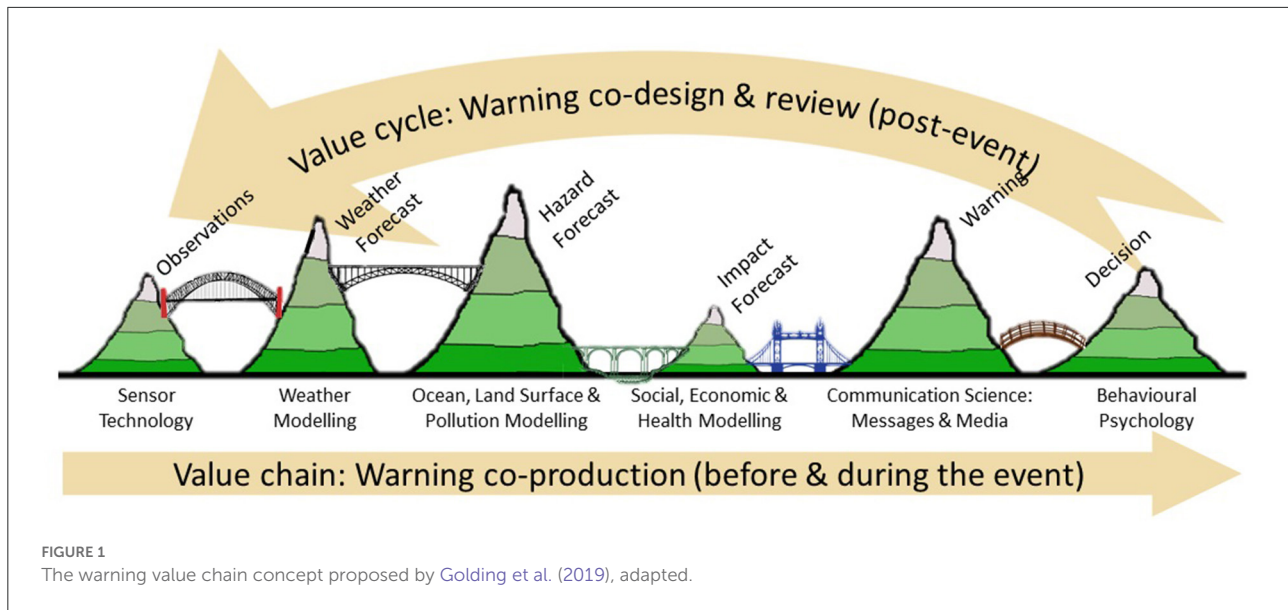 Value cycle: Warning co-design & review (post-event)
Observations
Weather
Forecast
Hazard
Forecast
Impact
Forecast
Warning
Decision
Sensor
Technology
Weather
Modelling
Ocean, Land Surface &
Pollution Modelling
Social, Economic &
Health Modelling
Communication Science:
Messages & Media
Behavioural
Psychology
Value chain: Warning co-production (before & during the event)
FIGURE 1
The warning value chain concept proposed by Golding et al. (2019), adapted.